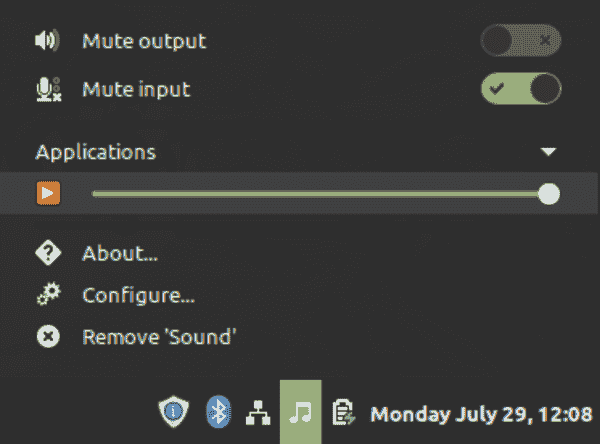 Mute output
Mute input
Applications
About...
Configure...
Remove 'Sound'
Monday July 29, 12:08